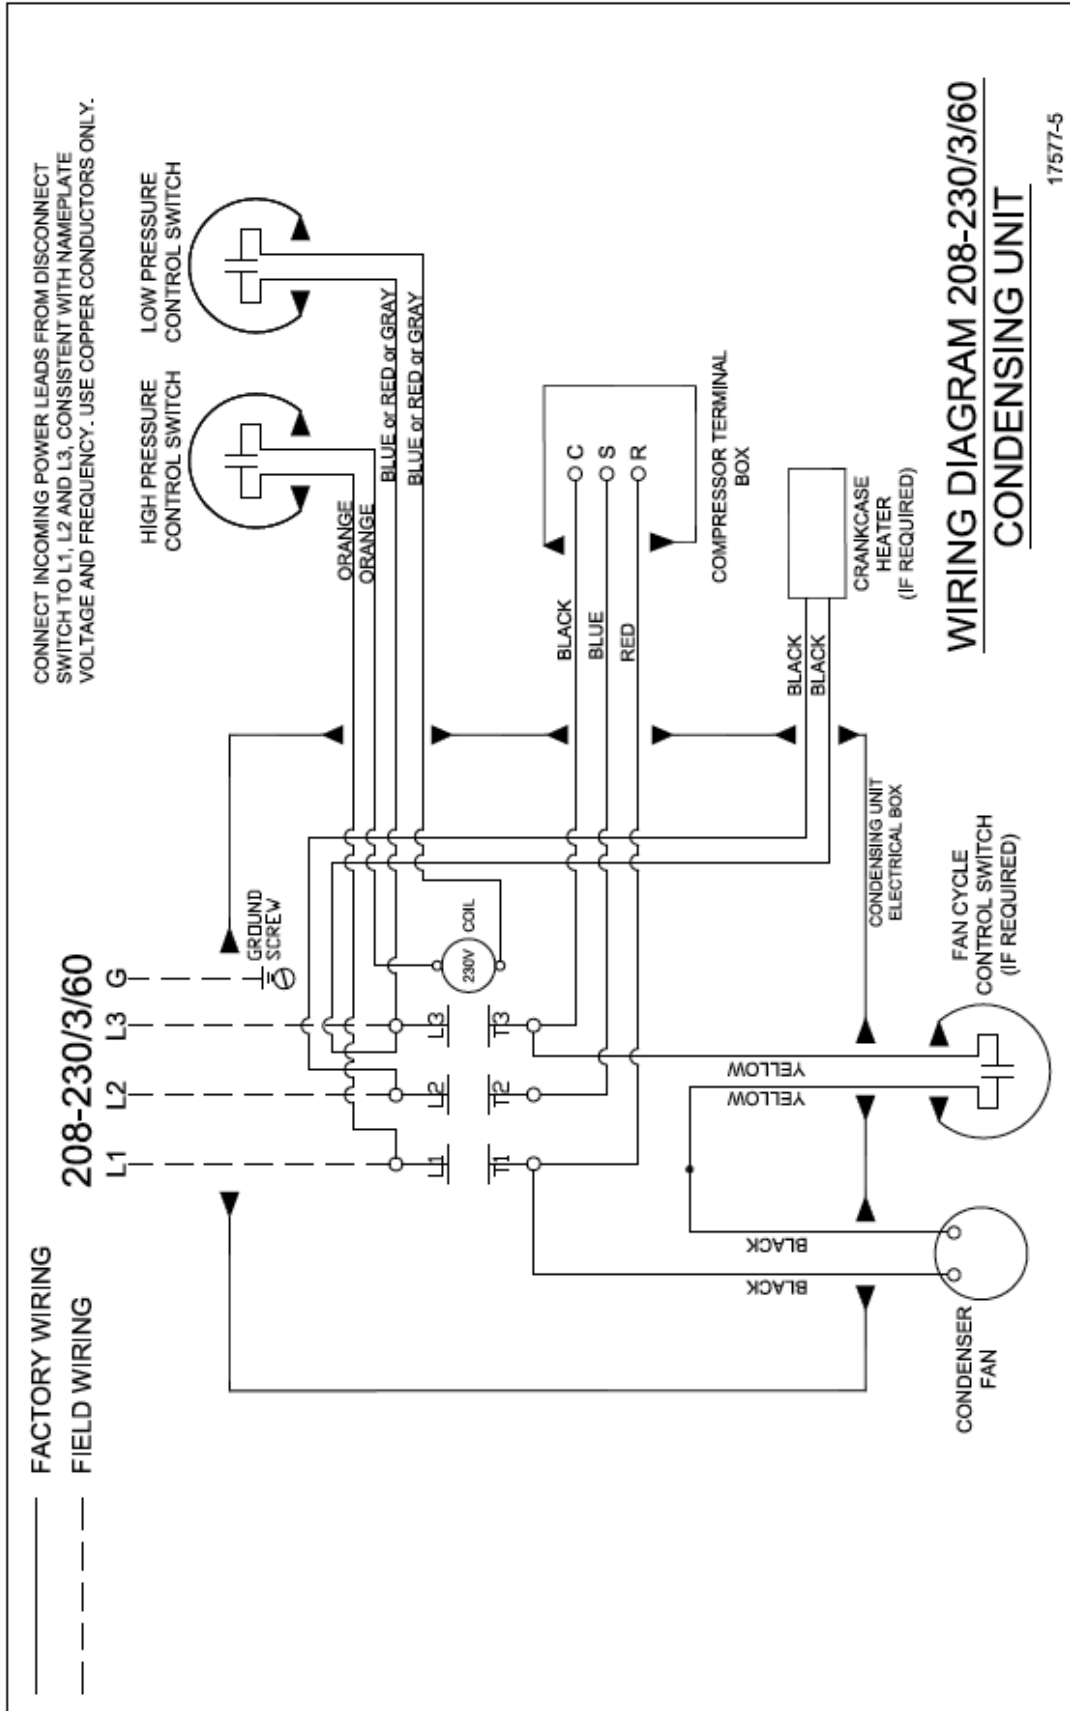 FACTORY WIRING
FIELD WIRING
CONNECT INCOMING POWER LEADS FROM DISCONNECT
SWITCH TO L1, L2 AND L3, CONSISTENT WITH NAMEPLATE
VOLTAGE AND FREQUENCY. USE COPPER CONDUCTORS ONLY.
208-230/3/60
L1
L2
L3
G
GROUND
SCREW
HIGH PRESSURE
CONTROL SWITCH
LOW PRESSURE
CONTROL SWITCH
ORANGE
ORANGE
BLUE or RED or GRAY
BLUE or RED or GRAY
L1
L2
L3
230V
COIL
T1
T2
T3
BLACK
BLUE
RED
C
S
R
COMPRESSOR TERMINAL
BOX
BLACK
BLACK
CRANKCASE
HEATER
(IF REQUIRED)
YELLOW
YELLOW
BLACK
BLACK
CONDENSING UNIT
ELECTRICAL BOX
CONDENSER
FAN
FAN CYCLE
CONTROL SWITCH
(IF REQUIRED)
WIRING DIAGRAM 208-230/3/60
CONDENSING UNIT
17577-5